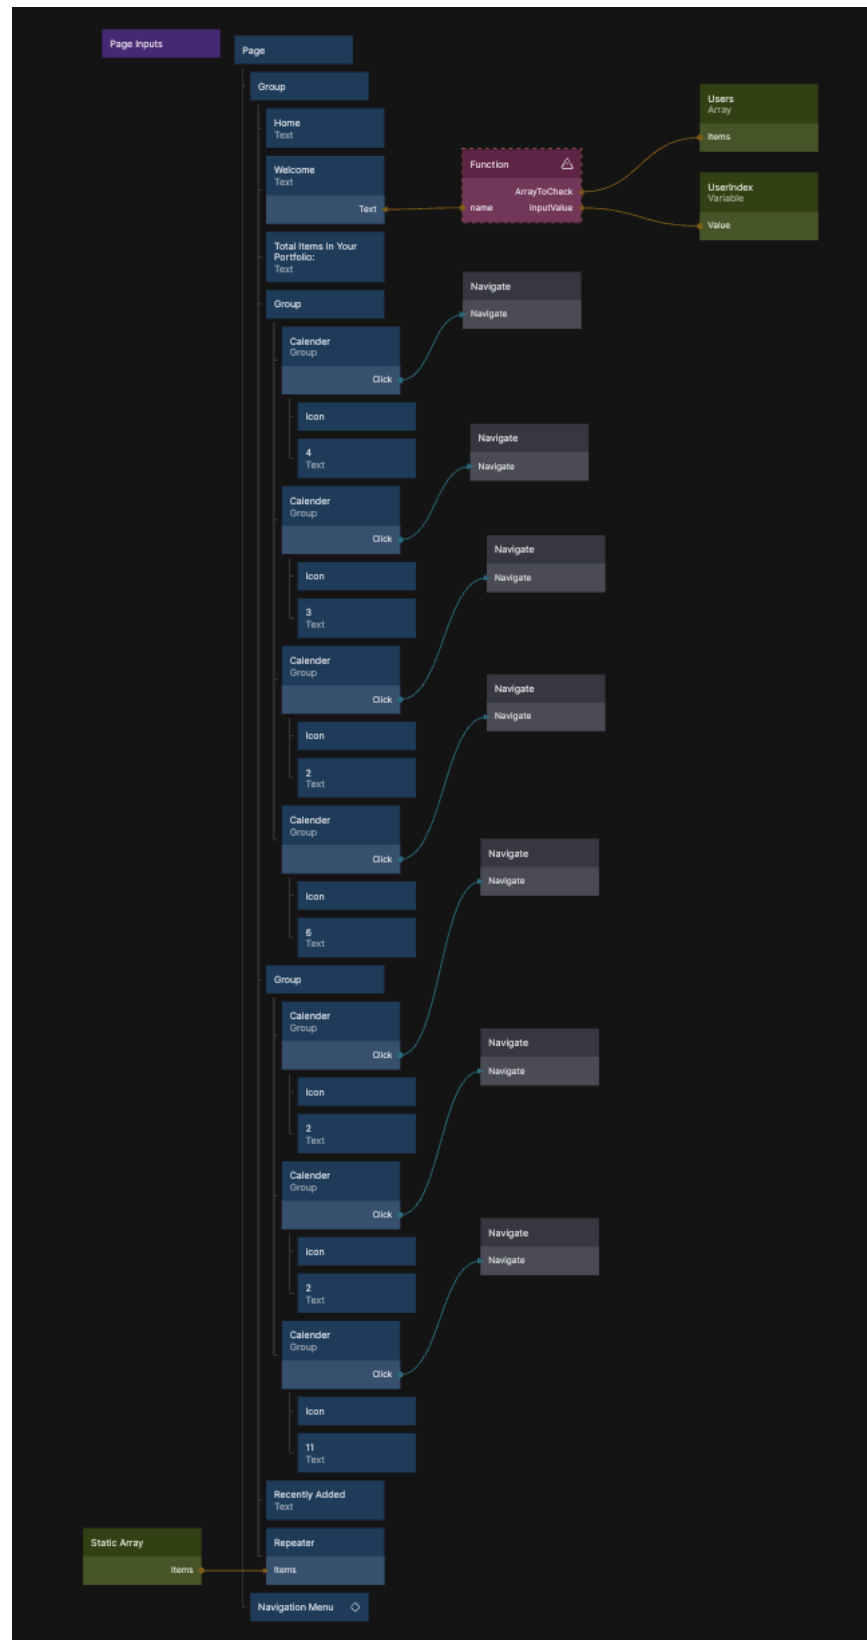 Page Inputs
Page
Group
Home
Text
Welcome
Text
Text
Function
ArrayToCheck
name
InputValue
Users
Array
Items
UserIndex
Variable
Value
Total Items In Your
Portfolio:
Text
Group
Navigate
Navigate
Calender
Group
Click
Icon
4
Text
Navigate
Navigate
Calender
Group
Click
Icon
3
Text
Navigate
Navigate
Calender
Group
Click
Icon
2
Text
Navigate
Navigate
Calender
Group
Click
Icon
6
Text
Navigate
Navigate
Group
Calender
Group
Click
Icon
2
Text
Navigate
Navigate
Calender
Group
Click
Icon
2
Text
Navigate
Navigate
Calender
Group
Click
Icon
11
Text
Recently Added
Text
Static Array
Items
Repeater
Items
Navigation Menu